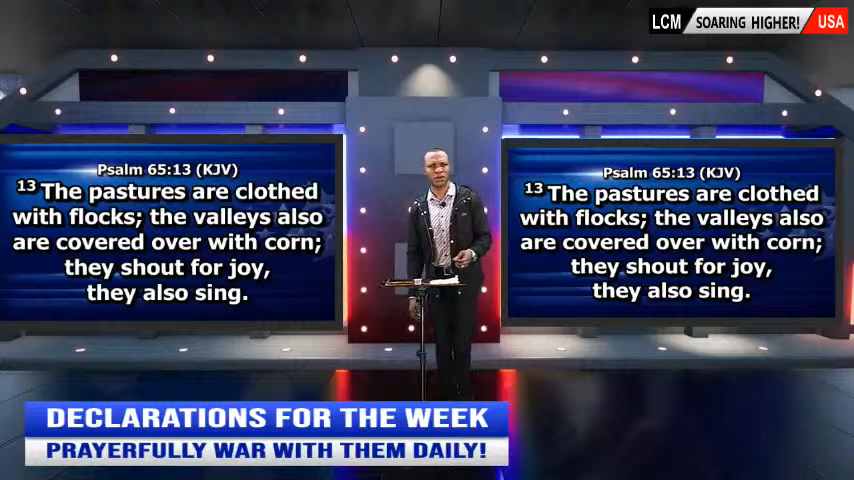 LCM SOARING HIGHER! USA
Psalm 65:13 (KJV)
13 The pastures are clothed
with flocks; the valleys also
are covered over with corn;
they shout for joy,
they also sing.
Psalm 65:13 (KJV)
13 The pastures are clothed
with flocks; the valleys also
are covered over with corn;
they shout for joy,
they also sing.
DECLARATIONS FOR THE WEEK
PRAYERFULLY WAR WITH THEM DAILY!